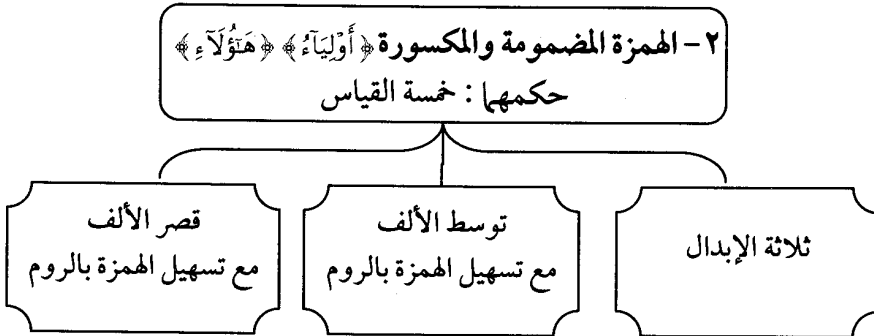 ٢ - الهمزة المضمومة والمكسورة ﴿ أَوْلِيَآءُ ﴾ ﴿ هَـٰٓؤُلَآءِ ﴾
حكمهما : خمسة القياس
ثلاثة الإبدال
توسط الألف
مع تسهيل الهمزة بالروم
قصر الألف
مع تسهيل الهمزة بالروم